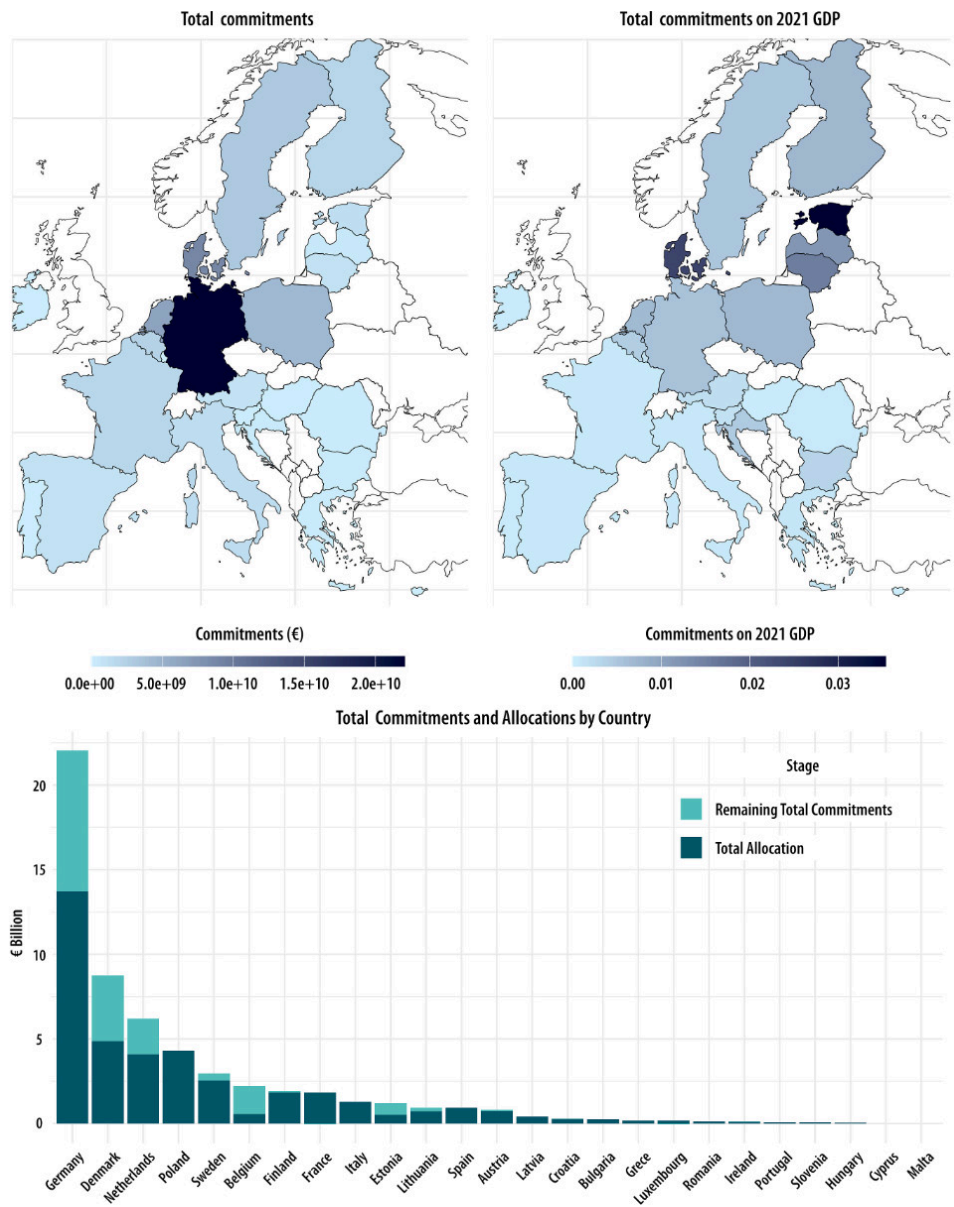 Total commitments
Total commitments on 2021 GDP
Commitments (€)
0.0e+00 5.0e+09 1.0e+10 1.5e+10 2.0e+10
Commitments on 2021 GDP
0.00 0.01 0.02 0.03
Total Commitments and Allocations by Country
Stage
Remaining Total Commitments
Total Allocation
€ Billion
20
15
10
5
0
Germany
Denmark
Netherlands
Poland
Sweden
Belgium
Finland
France
Italy
Estonia
Lithuania
Spain
Austria
Latvia
Croatia
Bulgaria
Grece
Luxembourg
Romania
Ireland
Portugal
Slovenia
Hungary
Cyprus
Malta